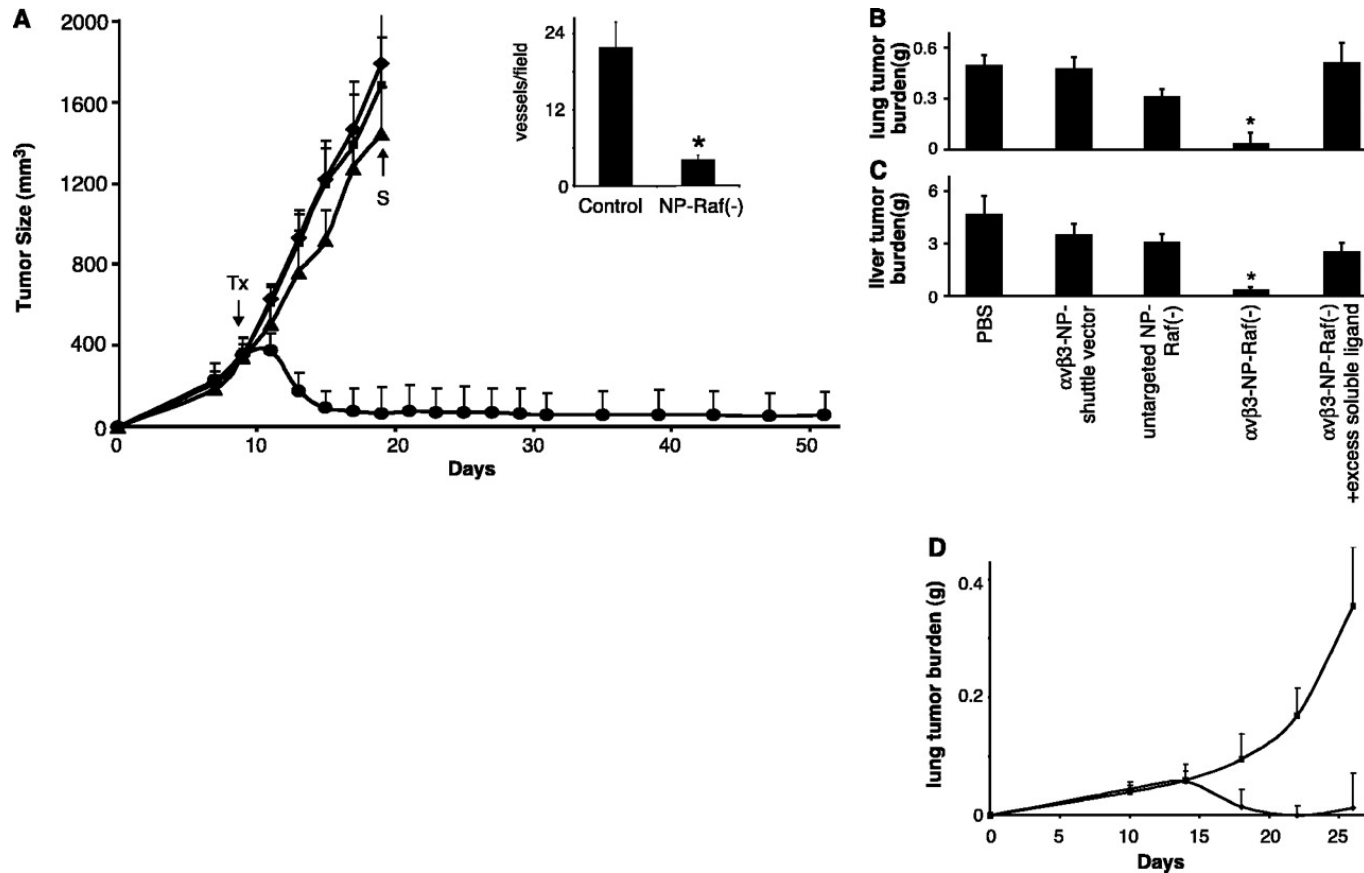 A
Tumor Size (mm³)
2000
1600
1200
800
400
0
Tx
S
0
10
20
30
40
50
Days
vessels/field
24
12
0
*
Control
NP-Raf(-)
B
lung tumor
burden(g)
0.6
0.3
0
*
C
liver tumor
burden(g)
6
3
0
*
PBS
αvβ3-NP-
shuttle vector
untargeted NP-
Raf(-)
αvβ3-NP-Raf(-)
αvβ3-NP-Raf(-)
+excess soluble ligand
D
lung tumor burden (g)
0.4
0.2
0
0
10
15
20
25
Days